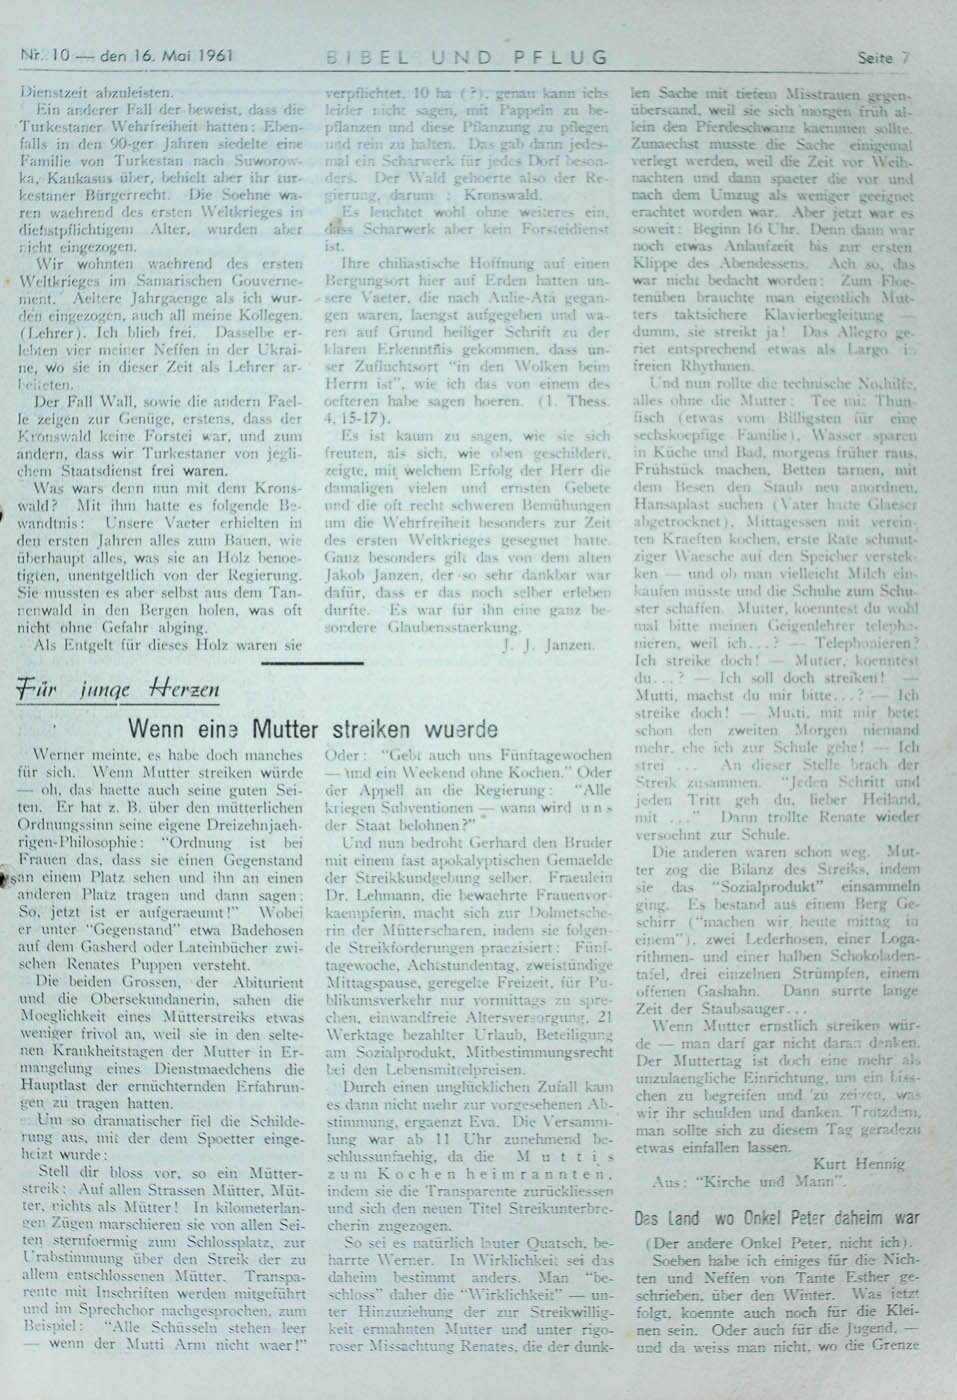 Nr. 10 — den 16. Mai 1961
BIBEL UND PFLUG
Seite 7
Dienstzeit abzuleisten.
Ein anderer Fall der beweist, dass die
Turkestaner Wehrfreiheit hatten: Eben-
falls in den 90-ger Jahren siedelte eine
Familie von Turkestan nach Suworow-
ka, Kaukasus über, behielt aber ihr tur-
kestaner Bürgerrecht. Die Soehne wa-
ren waehrend des ersten Weltkrieges in
dienstpflichtigem Alter, wurden aber
nicht eingezogen.
Wir wohnten waehrend des ersten
Weltkrieges im Samarischen Gouverne-
ment. Aeltere Jahrgaenge als ich wur-
den eingezogen, auch all meine Kollegen.
(Lehrer). Ich blieb frei. Dasselbe er-
lebten vier meiner Neffen in der Ukrai-
ne, wo sie in dieser Zeit als Lehrer ar-
beiteten.
Der Fall Wall, sowie die andern Fael-
le zeigen zur Genüge, erstens, dass der
Kronswald keine Forstei war, und zum
andern, dass wir Turkestaner von jegli-
chem Staatsdienst frei waren.
Was wars denn nun mit dem Krons-
wald? Mit ihm hatte es folgende Be-
wandtnis: Unsere Vaeter erhielten in
den ersten Jahren alles zum Bauen, wie
überhaupt alles, was sie an Holz benoe-
tigten, unentgeltlich von der Regierung.
Sie mussten es aber selbst aus dem Tan-
nenwald in den Bergen holen, was oft
nicht ohne Gefahr abging.
Als Entgelt für dieses Holz waren sie
verpflichtet, 10 ha (?), genau kann ichs
leider nicht sagen, mit Pappeln zu be-
pflanzen und diese Pflanzung zu pflegen
und rein zu halten. Das gab dann jedes-
mal ein Scharwerk für jedes Dorf beson-
ders. Der Wald gehoerte also der Re-
gierung, darum: Kronswald.
Es leuchtet wohl ohne weiteres ein,
dass Scharwerk aber kein Forsteidienst
ist.
Ihre chiliastische Hoffnung auf einen
Bergungsort hier auf Erden hatten un-
sere Vaeter, die nach Aulie-Ata gegan-
gen waren, laengst aufgegeben und wa-
ren auf Grund heiliger Schrift zu der
klaren Erkenntnis gekommen, dass un-
ser Zufluchtsort "in den Wolken beim
Herrn ist", wie ich das von einem des
oefteren habe sagen hoeren. (1. Thess.
4, 15-17).
Es ist kaum zu sagen, wie sie sich
freuten, als sich, wie oben geschildert,
zeigte, mit welchem Erfolg der Herr die
damaligen vielen und ernsten Gebete
und die oft recht schweren Bemühungen
um die Wehrfreiheit besonders zur Zeit
des ersten Weltkrieges gesegnet hatte.
Ganz besonders gilt das von dem alten
Jakob Janzen, der so sehr dankbar war
dafür, dass er das noch selber erleben
durfte. Es war für ihn eine ganz be-
sondere Glaubensstaerkung.
J. J. Janzen.
Für junge Herzen
Wenn eine Mutter streiken wuerde
Werner meinte, es habe doch manches
für sich. Wenn Mutter streiken würde
— oh, das haette auch seine guten Sei-
ten. Er hat z. B. über den mütterlichen
Ordnungssinn seine eigene Dreizehnjaeh-
rigen-Philosophie: "Ordnung ist bei
Frauen das, dass sie einen Gegenstand
an einem Platz sehen und ihn an einen
anderen Platz tragen und dann sagen:
So, jetzt ist er aufgeraeumt!" Wobei
er unter "Gegenstand" etwa Badehosen
auf dem Gasherd oder Lateinbücher zwi-
schen Renates Puppen versteht.
Die beiden Grossen, der Abiturient
und die Obersekundanerin, sahen die
Moeglichkeit eines Mütterstreiks etwas
weniger frivol an, weil sie in den selte-
nen Krankheitstagen der Mutter in Er-
mangelung eines Dienstmaedchens die
Hauptlast der ernüchternden Erfahrun-
gen zu tragen hatten.
Um so dramatischer fiel die Schilde-
rung aus, mit der dem Spoetter einge-
heizt wurde:
Stell dir bloss vor, so ein Mütter-
streik: Auf allen Strassen Mütter, Müt-
ter, nichts als Mütter! In kilometerlan-
gen Zügen marschieren sie von allen Sei-
ten sternfoermig zum Schlossplatz, zur
Urabstimmung über den Streik der zu
allem entschlossenen Mütter. Transpa-
rente mit Inschriften werden mitgeführt
und im Sprechchor nachgesprochen, zum
Beispiel: "Alle Schüsseln stehen leer
— wenn der Mutti Arm nicht waer!"
Oder: "Gebt auch uns Fünftagewochen
— und ein Weekend ohne Kochen." Oder
der Appell an die Regierung: "Alle
kriegen Subventionen — wann wird uns
der Staat belohnen?"
Und nun bedroht Gerhard den Bruder
mit einem fast apokalyptischen Gemaelde
der Streikkundgebung selber. Fraeulein
Dr. Lehmann, die bewaehrte Frauenvor-
kaempferin, macht sich zur Dolmetsche-
rin der Mütterscharen, indem sie folgen-
de Streikforderungen praezisiert: Fünf-
tagewoche, Achtstundentag, zweistündige
Mittagspause, geregelte Freizeit, für Pu-
blikumsverkehr nur vormittags zu spre-
chen, einwandfreie Altersversorgung, 21
Werktage bezahlter Urlaub, Beteiligung
am Sozialprodukt, Mitbestimmungsrecht
bei den Lebensmittelpreisen.
Durch einen unglücklichen Zufall kam
es dann nicht mehr zur vorgesehenen Ab-
stimmung, ergaenzt Eva. Die Versamm-
lung war ab 11 Uhr zunehmend be-
schlussunfaehig, da die Muttis
zum Kochen heimrannten,
indem sie die Transparente zurückliessen
und sich den neuen Titel Streikunterbre-
cherin zugezogen.
So sei es natürlich lauter Quatsch, be-
harrte Werner. In Wirklichkeit sei das
daheim bestimmt anders. Man "be-
schloss" daher die "Wirklichkeit" — un-
ter Hinzuziehung der zur Streikwillig-
keit ermahnten Mutter und unter rigo-
roser Missachtung Renates, die der dunk-
len Sache mit tiefem Misstrauen gegen-
übersand, weil sie sich morgen früh al-
lein den Pferdeschwanz kaemmen sollte.
Zunaechst musste die Sache einigemal
verlegt werden, weil die Zeit vor Weih-
nachten und dann spaeter die vor und
nach dem Umzug als weniger geeignet
erachtet worden war. Aber jetzt war es
soweit: Beginn 16 Uhr. Denn dann war
noch etwas Anlaufzeit bis zur ersten
Klippe des Abendessens. Ach so, das
war nicht bedacht worden: Zum Floe-
tenüben brauchte man eigentlich Mut-
ters taktsichere Klavierbegleitung —
dumm, sie streikt ja! Das Allegro ge-
riet entsprechend etwas als Largo in
freien Rhythmen.
Und nun rollte die technische Nothilfe,
alles ohne die Mutter: Tee mit Thun-
fisch (etwas vom Billigsten für eine
sechskoepfige Familie), Wasser sparen
in Küche und Bad, morgens früher raus,
Frühstück machen, Betten tarnen, mit
dem Besen den Staub neu anordnen,
Hansaplast suchen (Vater hatte Glaeser
abgetrocknet), Mittagessen mit verein-
ten Kraeften kochen, erste Rate schmut-
ziger Waesche auf den Speicher verstek-
ken — und ob man vielleicht Milch ein-
kaufen müsste und die Schuhe zum Schu-
ster schaffen. Mutter, koenntest du wohl
mal bitte meinen Geigenlehrer telepho-
nieren, weil ich...? — Telephonieren?
Ich streike doch! — Mutter, koenntest
du...? — Ich soll doch streiken! —
Mutti, machst du mir bitte...? — Ich
streike doch! — Mutti, mit mir betet
schon den zweiten Morgen niemand
mehr, ehe ich zur Schule gehe! — Ich
strei ... An dieser Stelle brach der
Streik zusammen. "Jeden Schritt und
jeden Tritt geh du, lieber Heiland,
mit ..." Dann trollte Renate wieder
versoehnt zur Schule.
Die anderen waren schon weg. Mut-
ter zog die Bilanz des Streiks, indem
sie das "Sozialprodukt" einsammeln
ging. Es bestand aus einem Berg Ge-
schirr ("machen wir heute mittag in
einem"), zwei Lederhosen, einer Loga-
rithmen- und einer halben Schokoladen-
tafel, drei einzelnen Strümpfen, einem
offenen Gashahn. Dann surrte lange
Zeit der Staubsauger...
Wenn Mutter ernstlich streiken wür-
de — man darf gar nicht daran denken.
Der Muttertag ist doch eine mehr als
unzulaengliche Einrichtung, um ein biss-
chen zu begreifen und zu zeigen, was
wir ihr schulden und danken. Trotzdem,
man sollte sich zu diesem Tag geradezu
etwas einfallen lassen.
Kurt Hennig
Aus: "Kirche und Mann".
Das Land wo Onkel Peter daheim war
(Der andere Onkel Peter, nicht ich).
Soeben habe ich einiges für die Nich-
ten und Neffen von Tante Esther ge-
schrieben, über den Winter. Was jetzt
folgt, koennte auch noch für die Klei-
nen sein. Oder auch für die Jugend, —
und da weiss man nicht, wo die Grenze